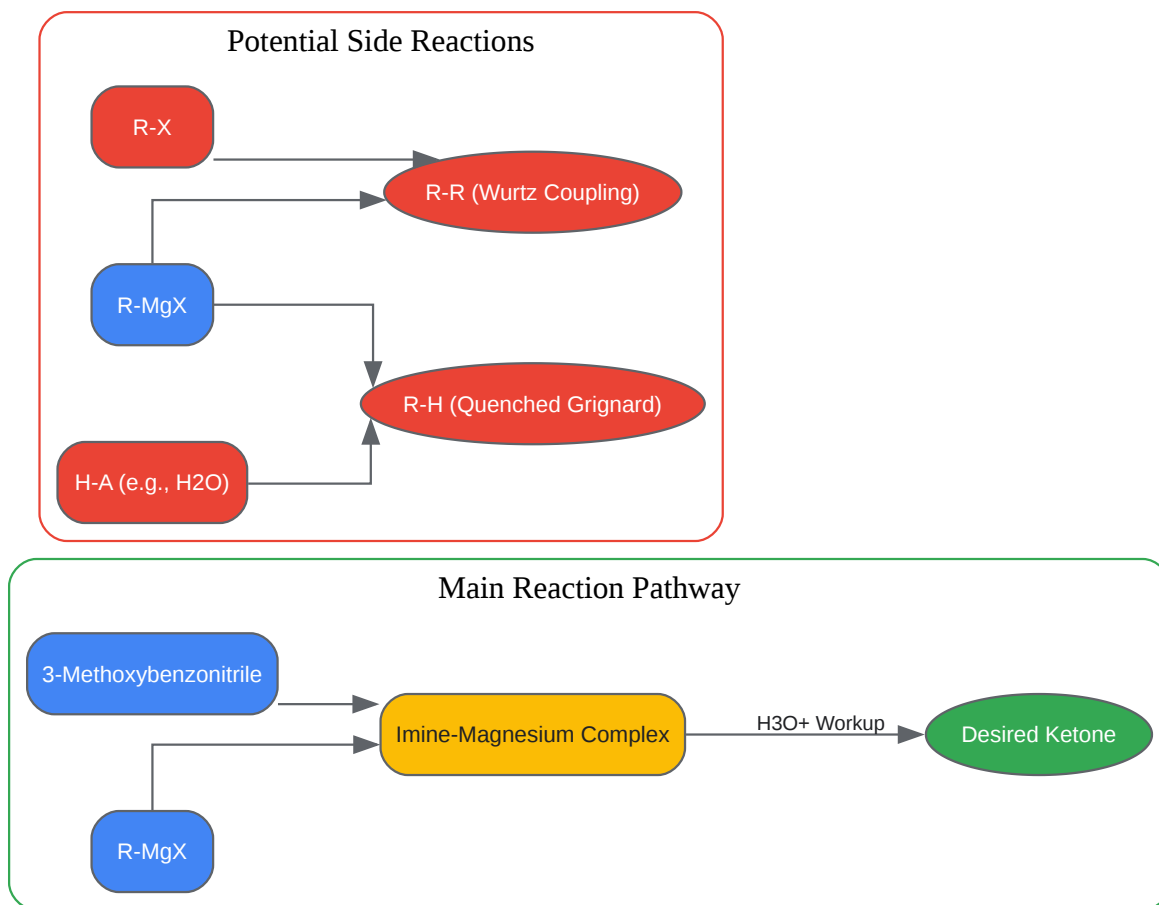 Potential Side Reactions
R-X
R-R (Wurtz Coupling)
R-MgX
R-H (Quenched Grignard)
H-A (e.g., H2O)
Main Reaction Pathway
3-Methoxybenzonitrile
Imine-Magnesium Complex
H3O+ Workup
Desired Ketone
R-MgX